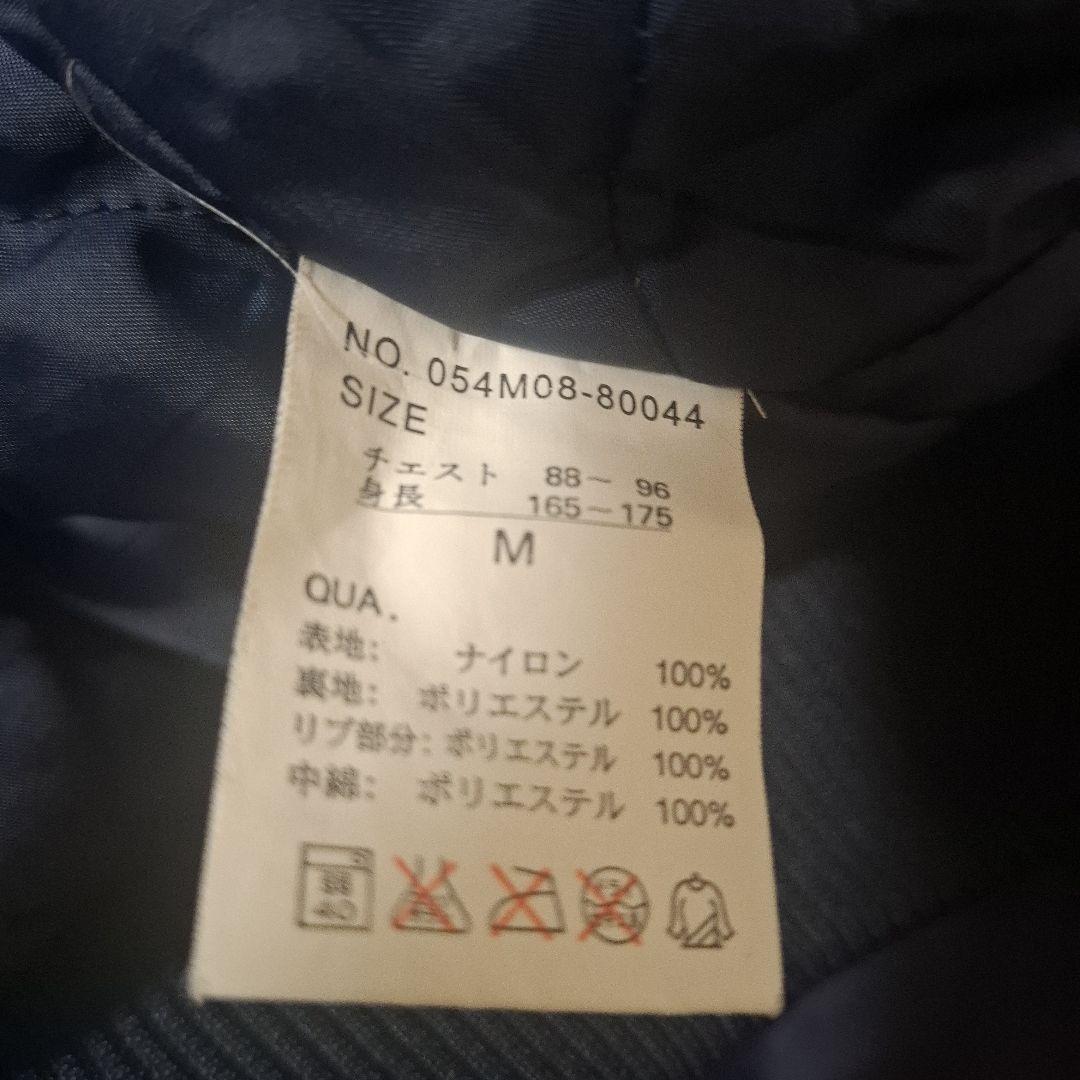 NO. 054M08-80044
SIZE
チェスト 88－ 96
身長 165－175
M
QUA.
表地: ナイロン 100%
裏地: ポリエステル 100%
リブ部分: ポリエステル 100%
中綿: ポリエステル 100%
40